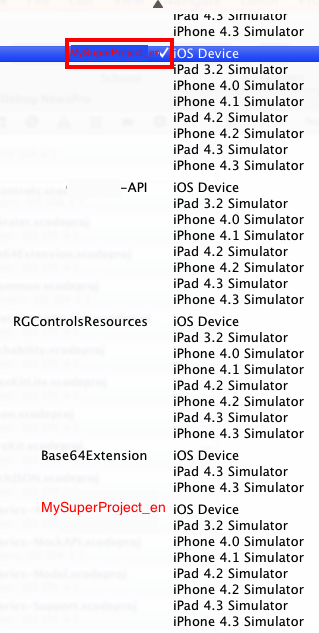 iPad 4.3 Simulator
iPhone 4.3 Simulator
MySuperProject_en ✓ iOS Device
iPad 3.2 Simulator
iPhone 4.0 Simulator
iPhone 4.1 Simulator
iPad 4.2 Simulator
iPhone 4.2 Simulator
iPad 4.3 Simulator
iPhone 4.3 Simulator
-API iOS Device
iPad 3.2 Simulator
iPhone 4.0 Simulator
iPhone 4.1 Simulator
iPad 4.2 Simulator
iPhone 4.2 Simulator
iPad 4.3 Simulator
iPhone 4.3 Simulator
RGControlsResources iOS Device
iPad 3.2 Simulator
iPhone 4.0 Simulator
iPhone 4.1 Simulator
iPad 4.2 Simulator
iPhone 4.2 Simulator
iPad 4.3 Simulator
iPhone 4.3 Simulator
Base64Extension iOS Device
iPad 4.3 Simulator
iPhone 4.3 Simulator
MySuperProject_en iOS Device
iPad 3.2 Simulator
iPhone 4.0 Simulator
iPhone 4.1 Simulator
iPad 4.2 Simulator
iPhone 4.2 Simulator
iPad 4.3 Simulator
iPhone 4.3 Simulator